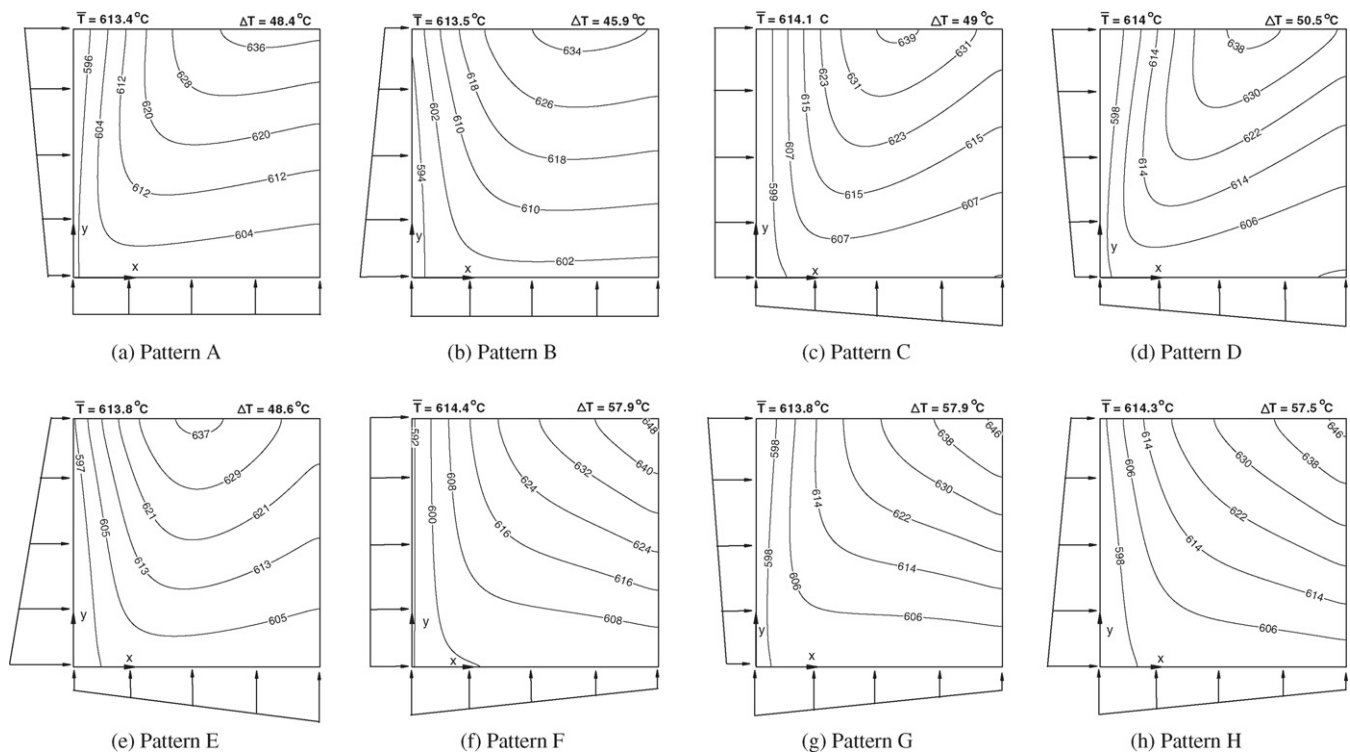 T̅ = 613.4°C ΔT = 48.4°C
596
636
612
628
604
620
620
612
612
604
y
x
(a) Pattern A
T̅ = 613.5°C ΔT = 45.9°C
634
618
602
626
610
594
618
610
602
y
x
(b) Pattern B
T̅ = 614.1 C ΔT = 49°C
639
631
623
631
615
607
623
615
599
615
607
607
y
x
(c) Pattern C
T̅ = 614°C ΔT = 50.5°C
638
614
598
630
622
614
614
606
y
x
(d) Pattern D
T̅ = 613.8°C ΔT = 48.6°C
637
597
629
621
621
605
613
613
605
y
x
(e) Pattern E
T̅ = 614.4°C ΔT = 57.9°C
592
648
632
640
608
624
600
616
624
616
608
y
x
(f) Pattern F
T̅ = 613.8°C ΔT = 57.9°C
598
646
638
630
614
622
598
614
606
606
y
x
(g) Pattern G
T̅ = 614.3°C ΔT = 57.5°C
646
614
606
630
638
622
614
598
614
606
y
x
(h) Pattern H